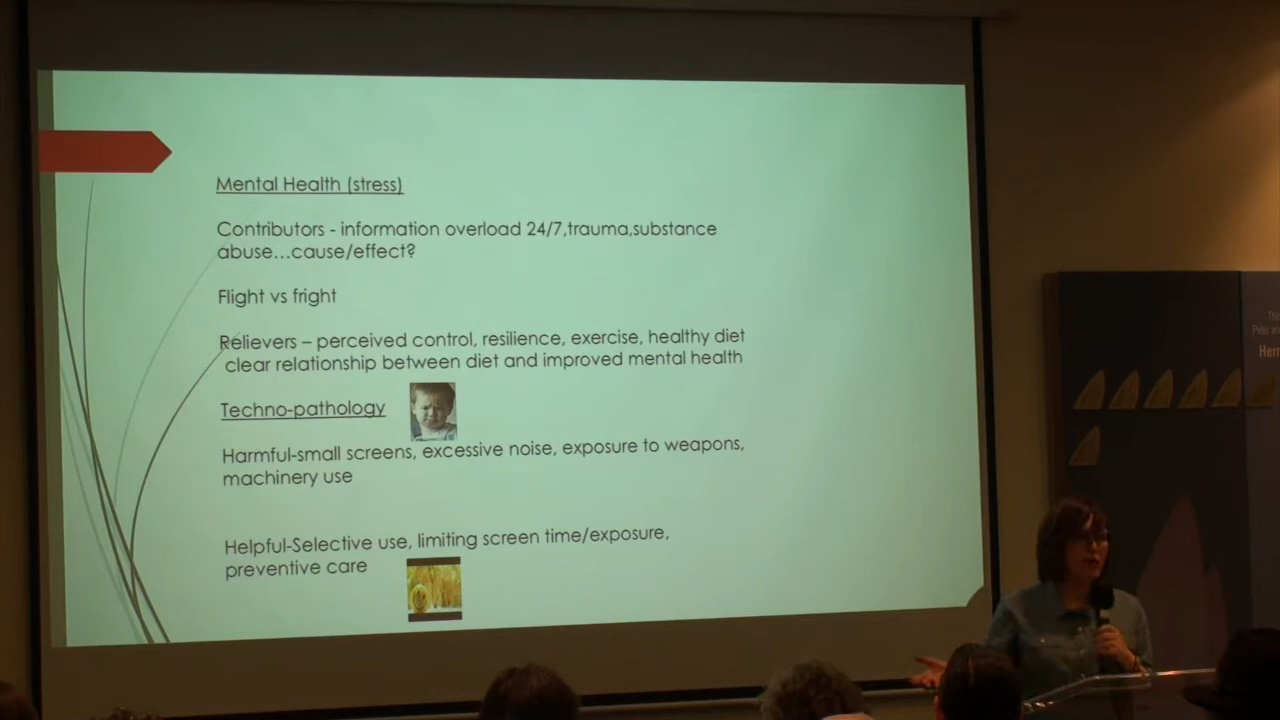 Mental Health (stress)
Contributors - information overload 24/7,trauma,substance
abuse...cause/effect?
Flight vs fright
Relievers – perceived control, resilience, exercise, healthy diet
clear relationship between diet and improved mental health
Techno-pathology
Harmful-small screens, excessive noise, exposure to weapons,
machinery use
Helpful-Selective use, limiting screen time/exposure,
preventive care